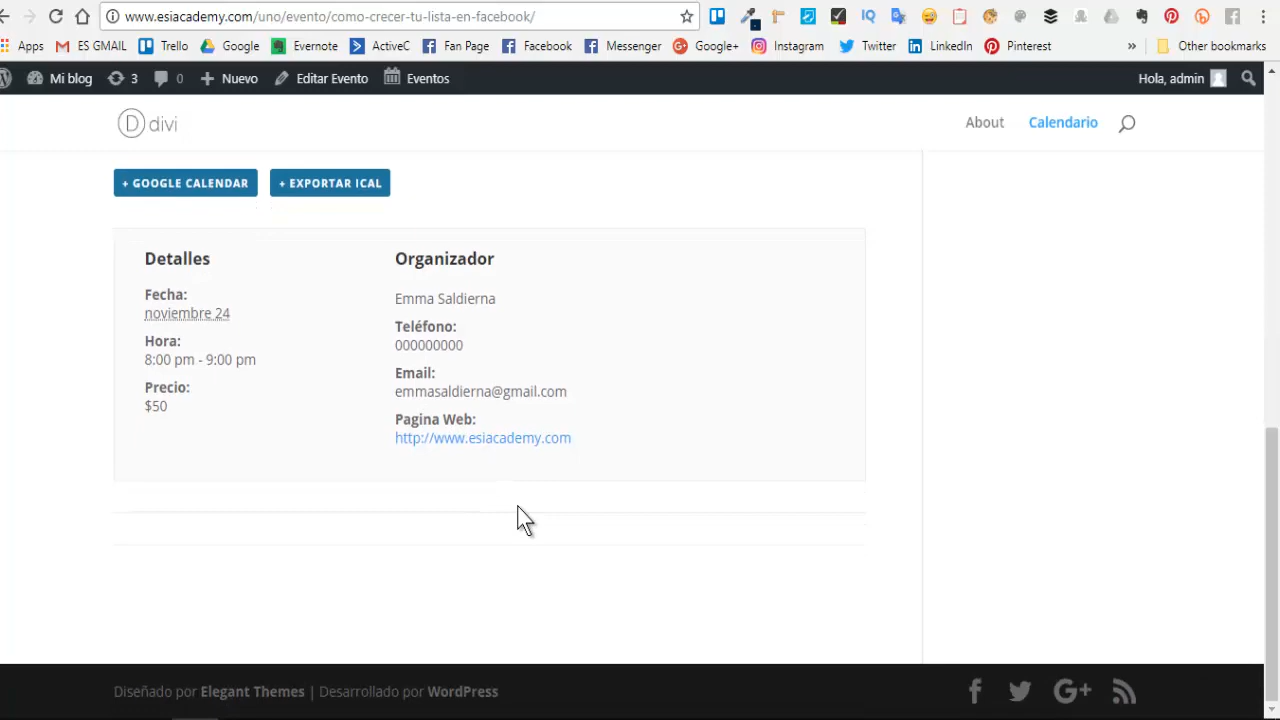 www.esiacademy.com/uno/evento/como-crecer-tu-lista-en-facebook/
Apps ES GMAIL Trello Google Evernote ActiveC Fan Page Facebook Messenger Google+ Instagram Twitter LinkedIn Pinterest » Other bookmarks
Mi blog 3 0 Nuevo Editar Evento Eventos Hola, admin
D divi About Calendario
+ GOOGLE CALENDAR + EXPORTAR ICAL
Detalles
Fecha:
noviembre 24
Hora:
8:00 pm - 9:00 pm
Precio:
$50
Organizador
Emma Saldierna
Teléfono:
000000000
Email:
emmasaldierna@gmail.com
Pagina Web:
http://www.esiacademy.com
Diseñado por Elegant Themes | Desarrollado por WordPress